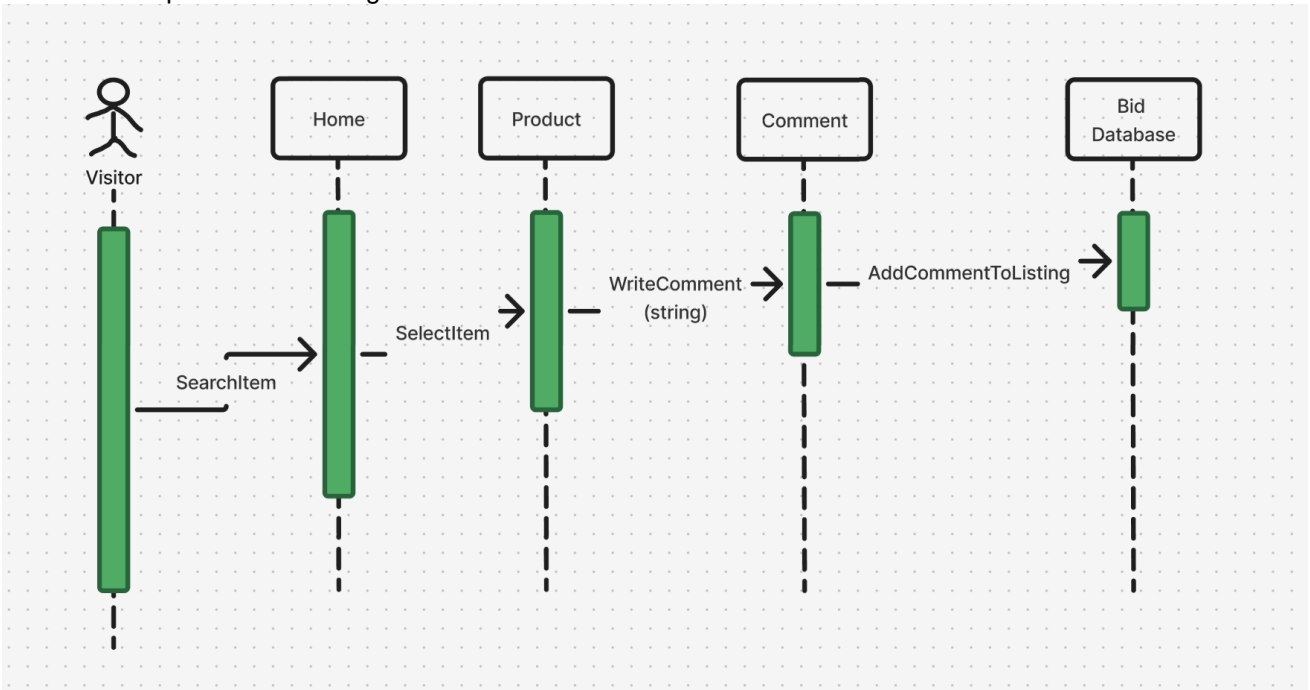 Home
Product
Comment
Bid
Database
Visitor
AddCommentToListing
WriteComment
(string)
SelectItem
SearchItem